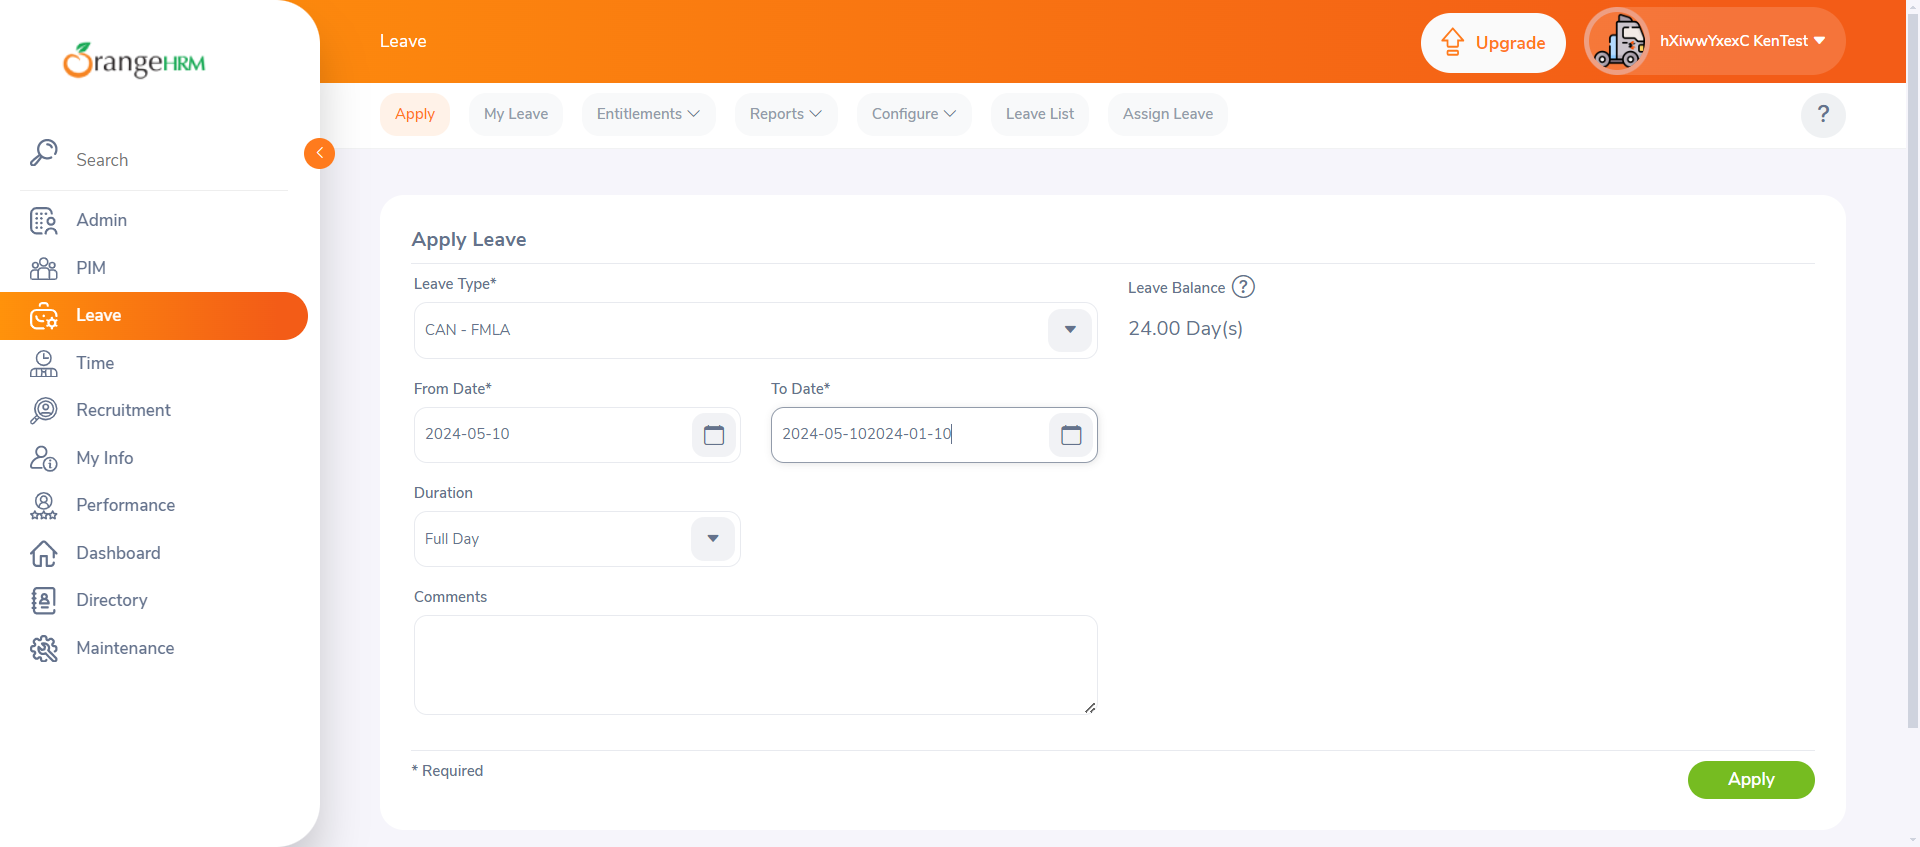 OrangeHRM
Leave
Upgrade
hXiwwYxexC KenTest
Search
Admin
PIM
Leave
Time
Recruitment
My Info
Performance
Dashboard
Directory
Maintenance
Apply
My Leave
Entitlements
Reports
Configure
Leave List
Assign Leave
?
Apply Leave
Leave Type*
CAN - FMLA
Leave Balance ?
24.00 Day(s)
From Date*
2024-05-10
To Date*
2024-05-102024-01-10
Duration
Full Day
Comments
* Required
Apply